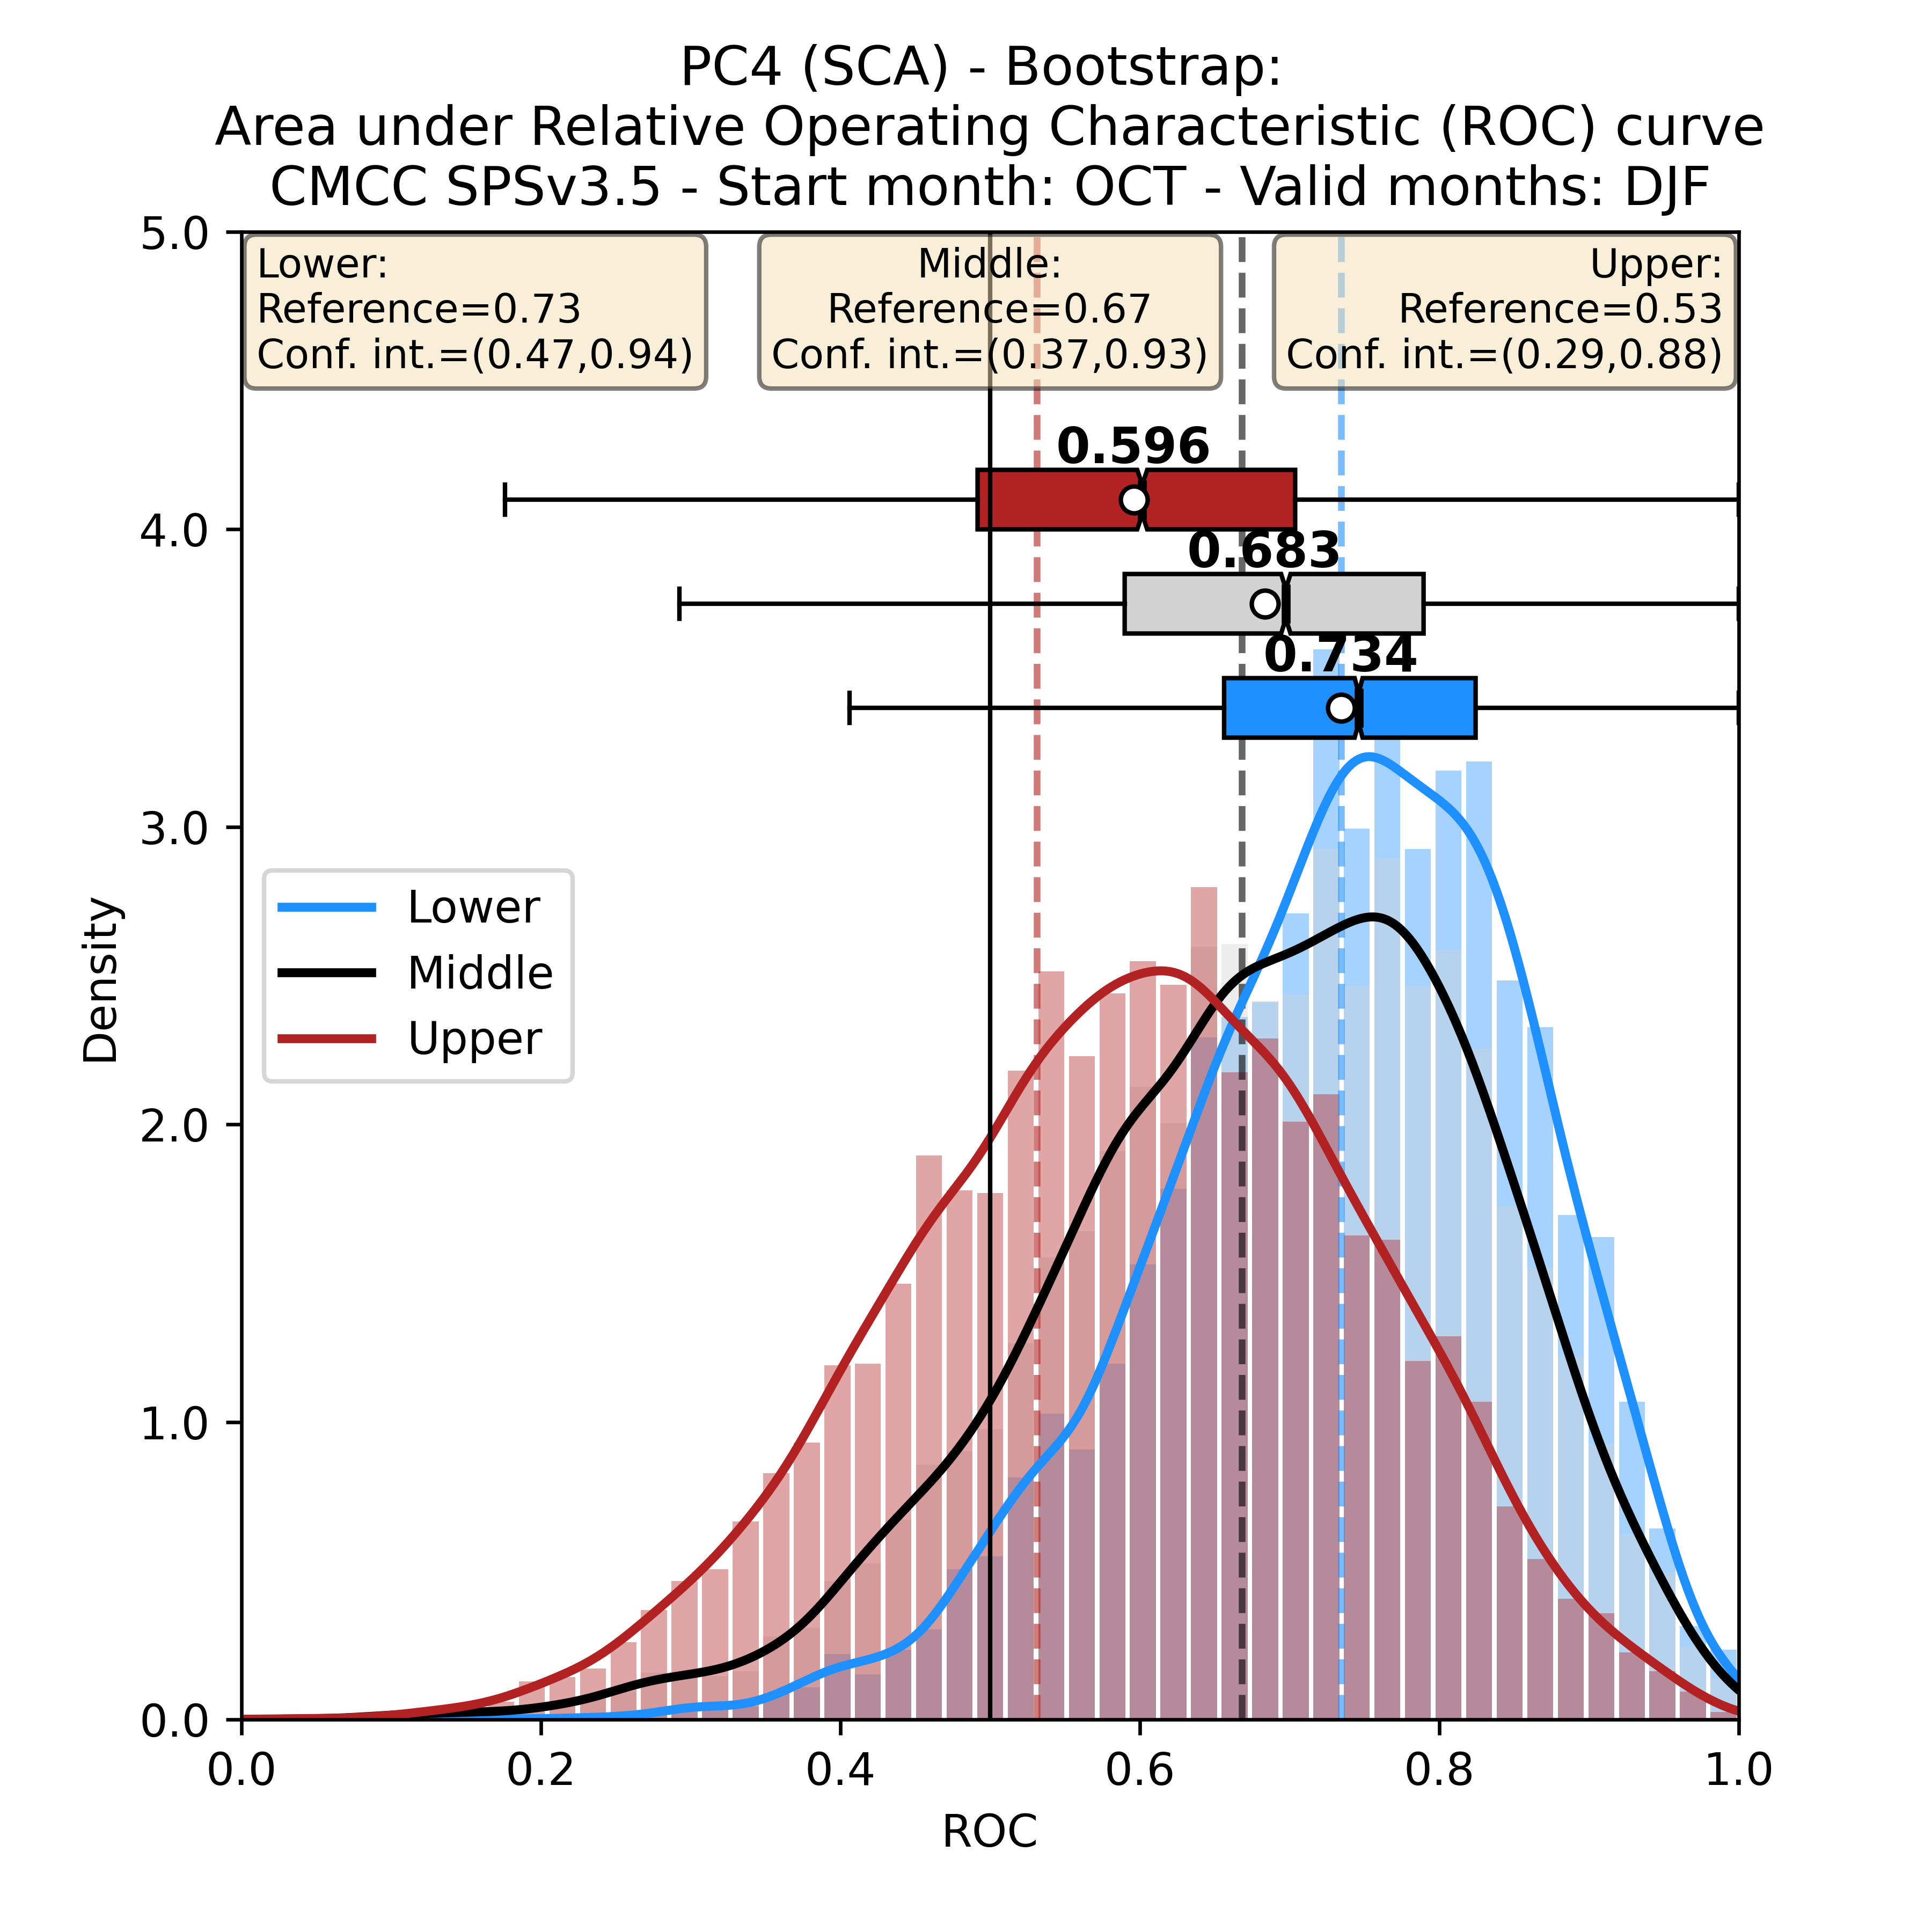 PC4 (SCA) - Bootstrap:
Area under Relative Operating Characteristic (ROC) curve
CMCC SPSv3.5 - Start month: OCT - Valid months: DJF
5.0
Lower:
Reference=0.73
Conf. int.=(0.47,0.94)
Middle:
Reference=0.67
Conf. int.=(0.37,0.93)
Upper:
Reference=0.53
Conf. int.=(0.29,0.88)
0.596
4.0
0.683
0.734
3.0
Lower
Middle
Upper
Density
2.0
1.0
0.0
0.0 0.2 0.4 0.6 0.8 1.0
ROC